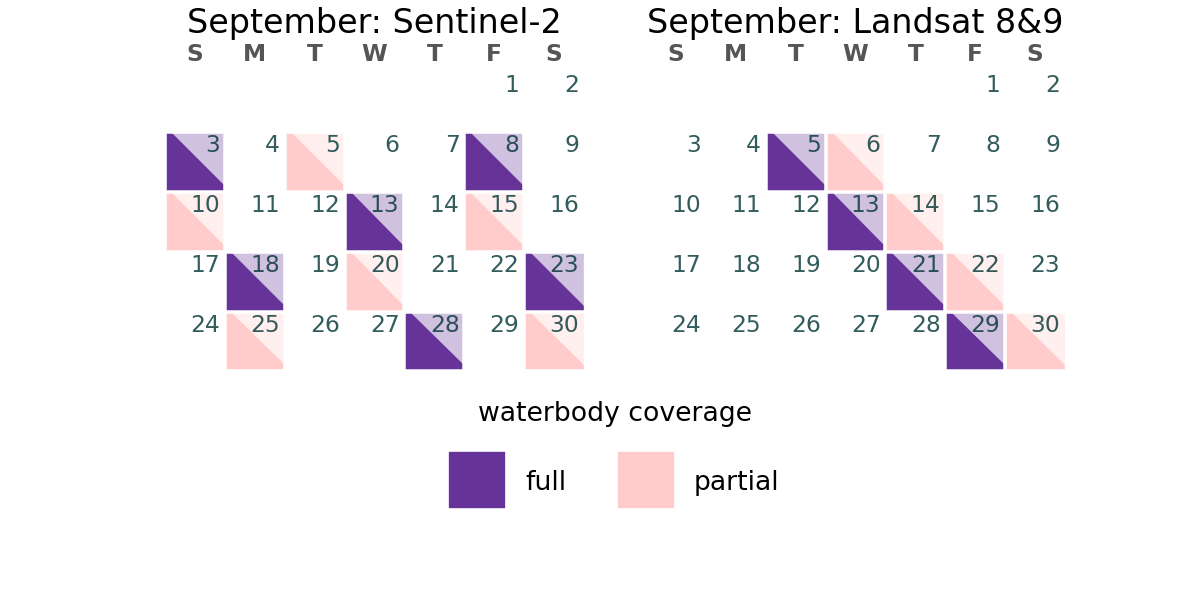 September: Sentinel-2
S M T W T F S
1 2
3 4 5 6 7 8 9
10 11 12 13 14 15 16
17 18 19 20 21 22 23
24 25 26 27 28 29 30
September: Landsat 8&9
S M T W T F S
1 2
3 4 5 6 7 8 9
10 11 12 13 14 15 16
17 18 19 20 21 22 23
24 25 26 27 28 29 30
waterbody coverage
full
partial